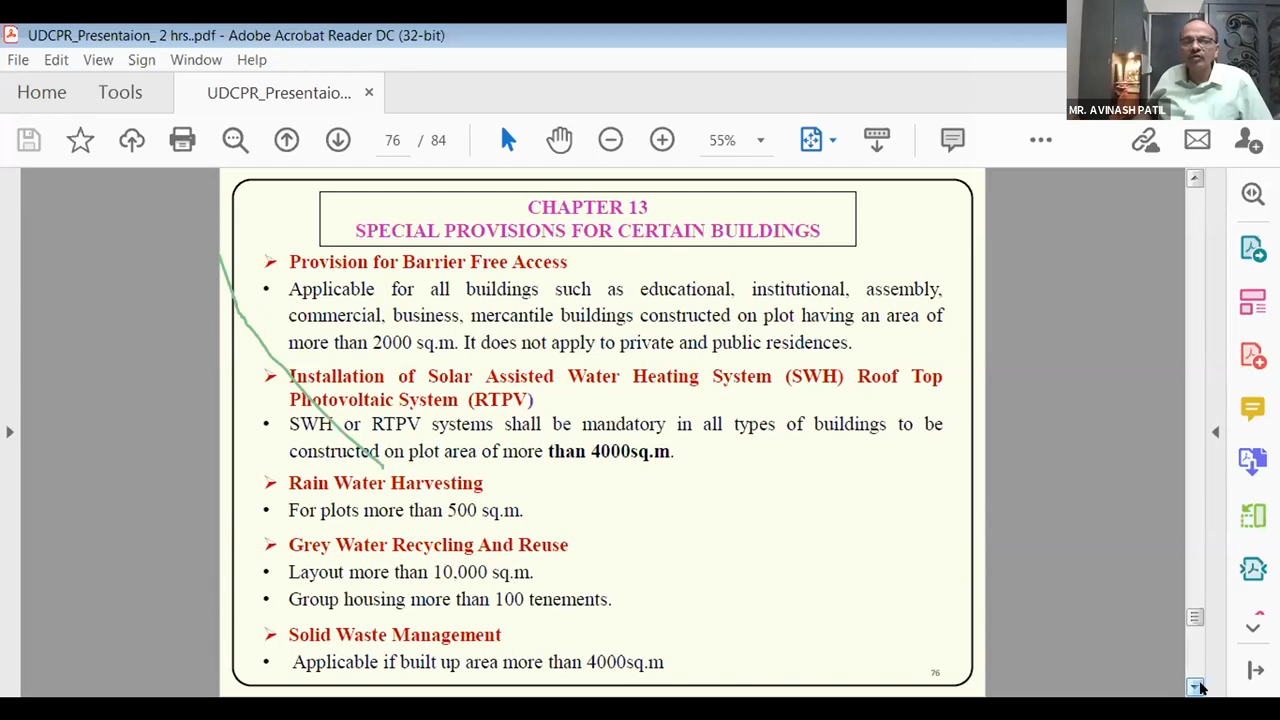 UDCPR_Presentaion_ 2 hrs..pdf - Adobe Acrobat Reader DC (32-bit)
File Edit View Sign Window Help
Home Tools UDCPR_Presentaio... ×
76 / 84 55%
MR. AVINASH PATIL
CHAPTER 13
SPECIAL PROVISIONS FOR CERTAIN BUILDINGS
➢ Provision for Barrier Free Access
• Applicable for all buildings such as educational, institutional, assembly,
commercial, business, mercantile buildings constructed on plot having an area of
more than 2000 sq.m. It does not apply to private and public residences.
➢ Installation of Solar Assisted Water Heating System (SWH) Roof Top
Photovoltaic System (RTPV)
• SWH or RTPV systems shall be mandatory in all types of buildings to be
constructed on plot area of more than 4000sq.m.
➢ Rain Water Harvesting
• For plots more than 500 sq.m.
➢ Grey Water Recycling And Reuse
• Layout more than 10,000 sq.m.
• Group housing more than 100 tenements.
➢ Solid Waste Management
• Applicable if built up area more than 4000sq.m
76